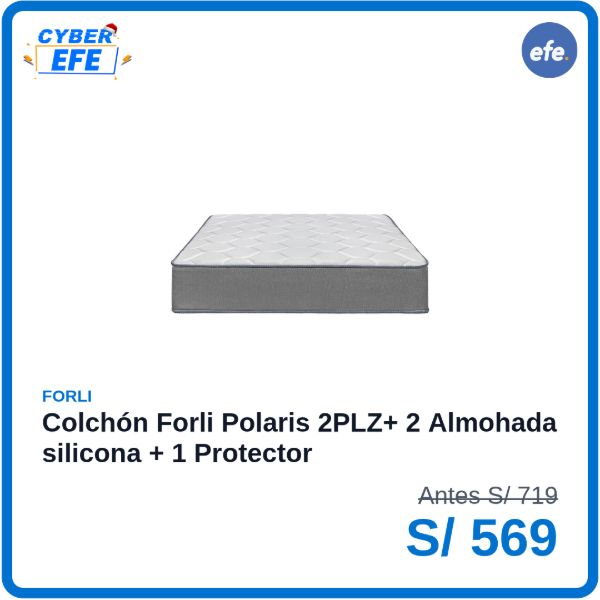 CYBER
EFE
efe.
FORLI
Colchón Forli Polaris 2PLZ+ 2 Almohada
silicona + 1 Protector
Antes S/ 719
S/ 569